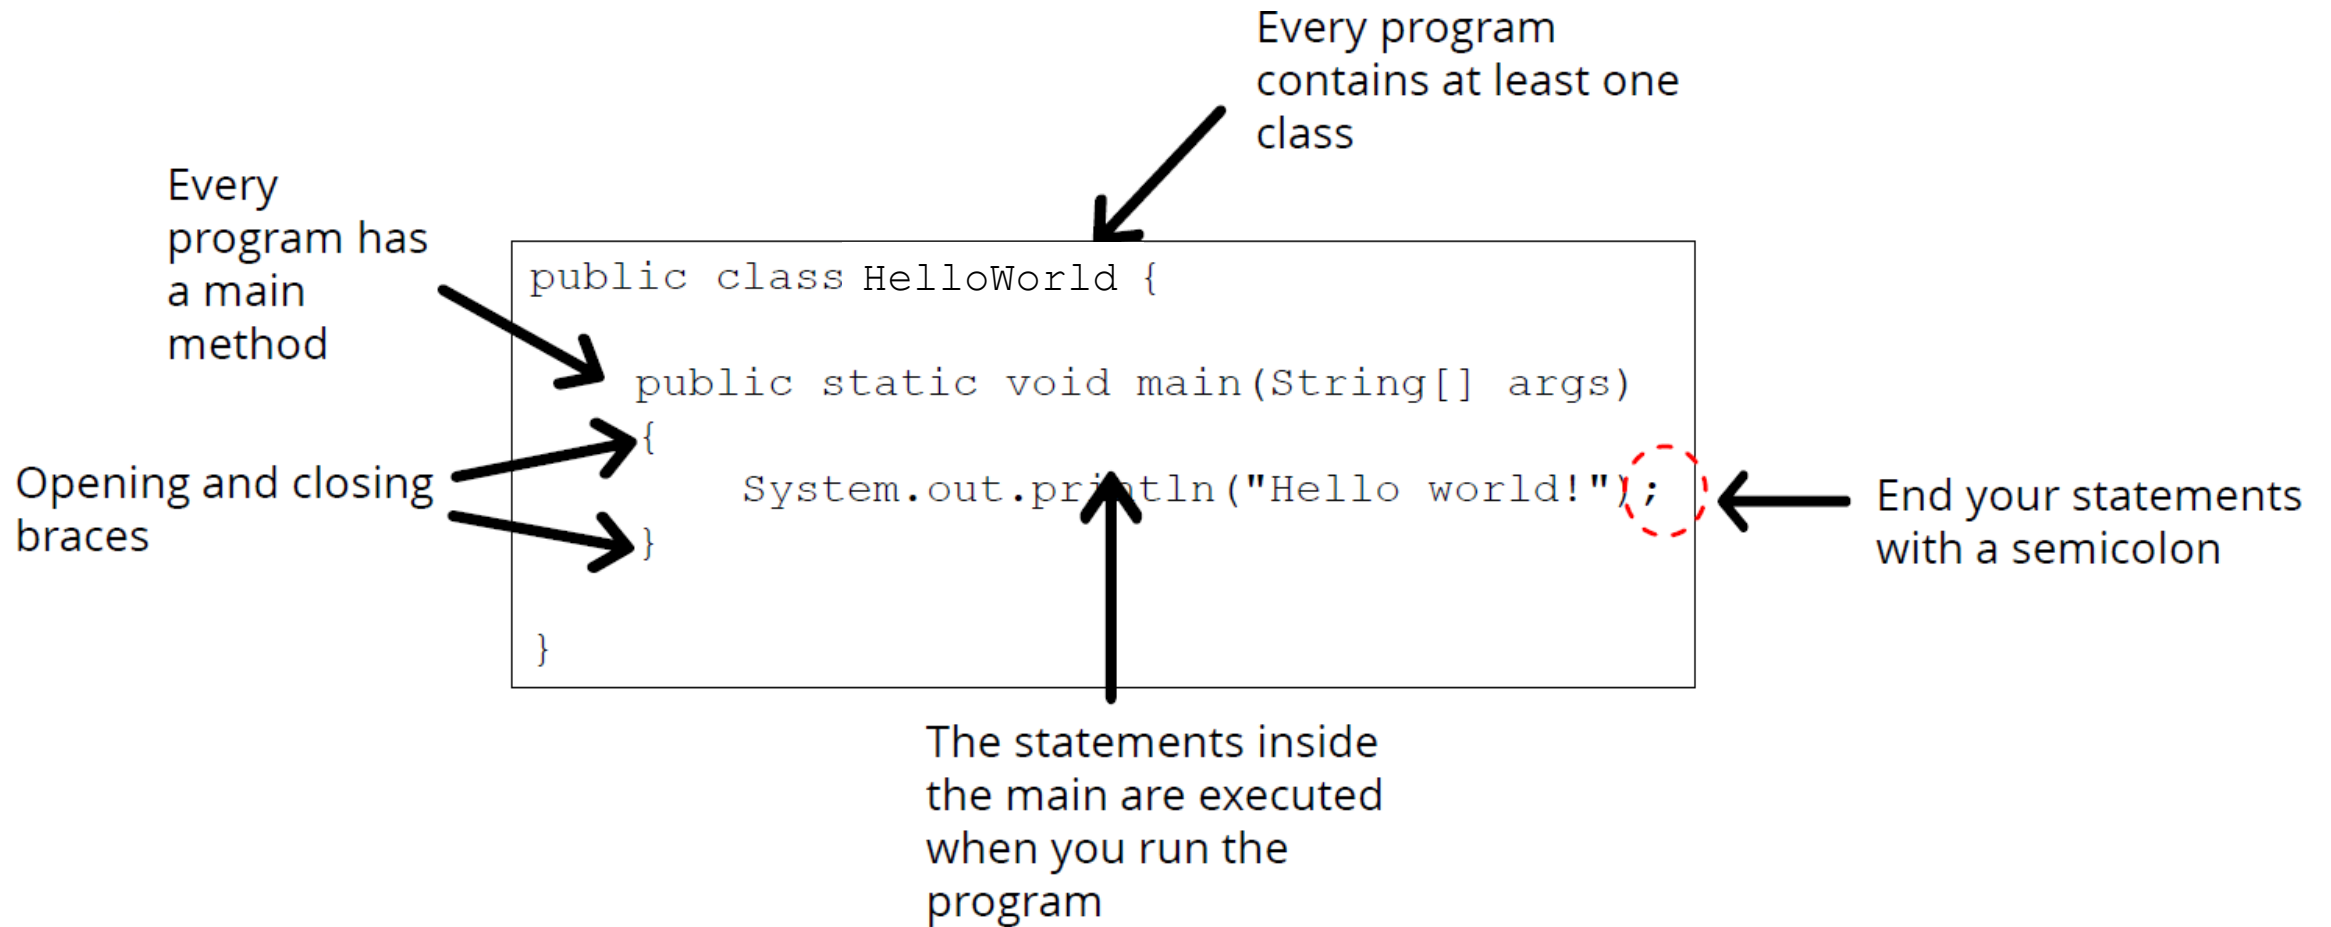 Every program
contains at least one
class
Every
program has
a main
method
public class HelloWorld {
public static void main(String[] args)
{
Opening and closing
braces
System.out.println("Hello world!");
End your statements
with a semicolon
}
}
The statements inside
the main are executed
when you run the
program